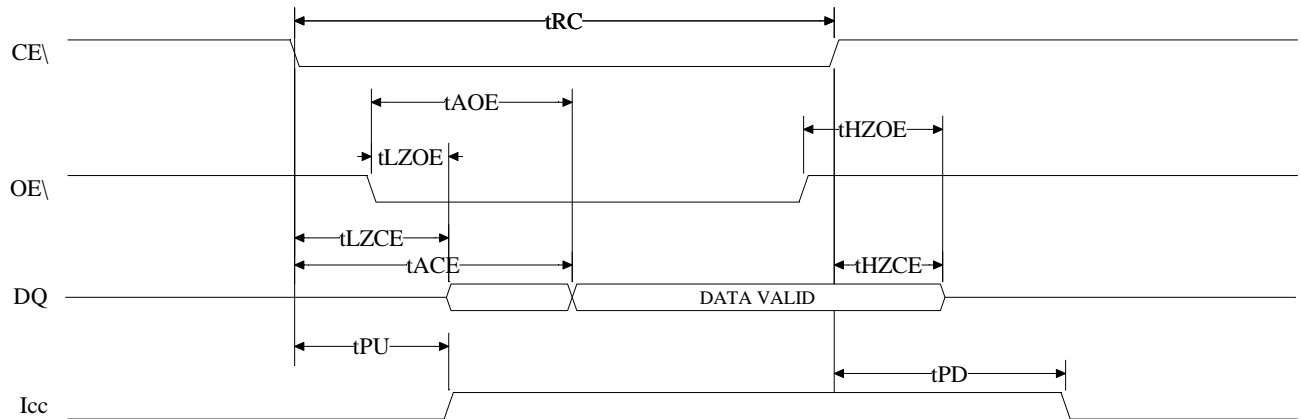 tRC
CE\
tAOE
tHZOE
tLZOE
OE\
tLZCE
tACE
tHZCE
DQ
DATA VALID
tPU
tPD
Icc